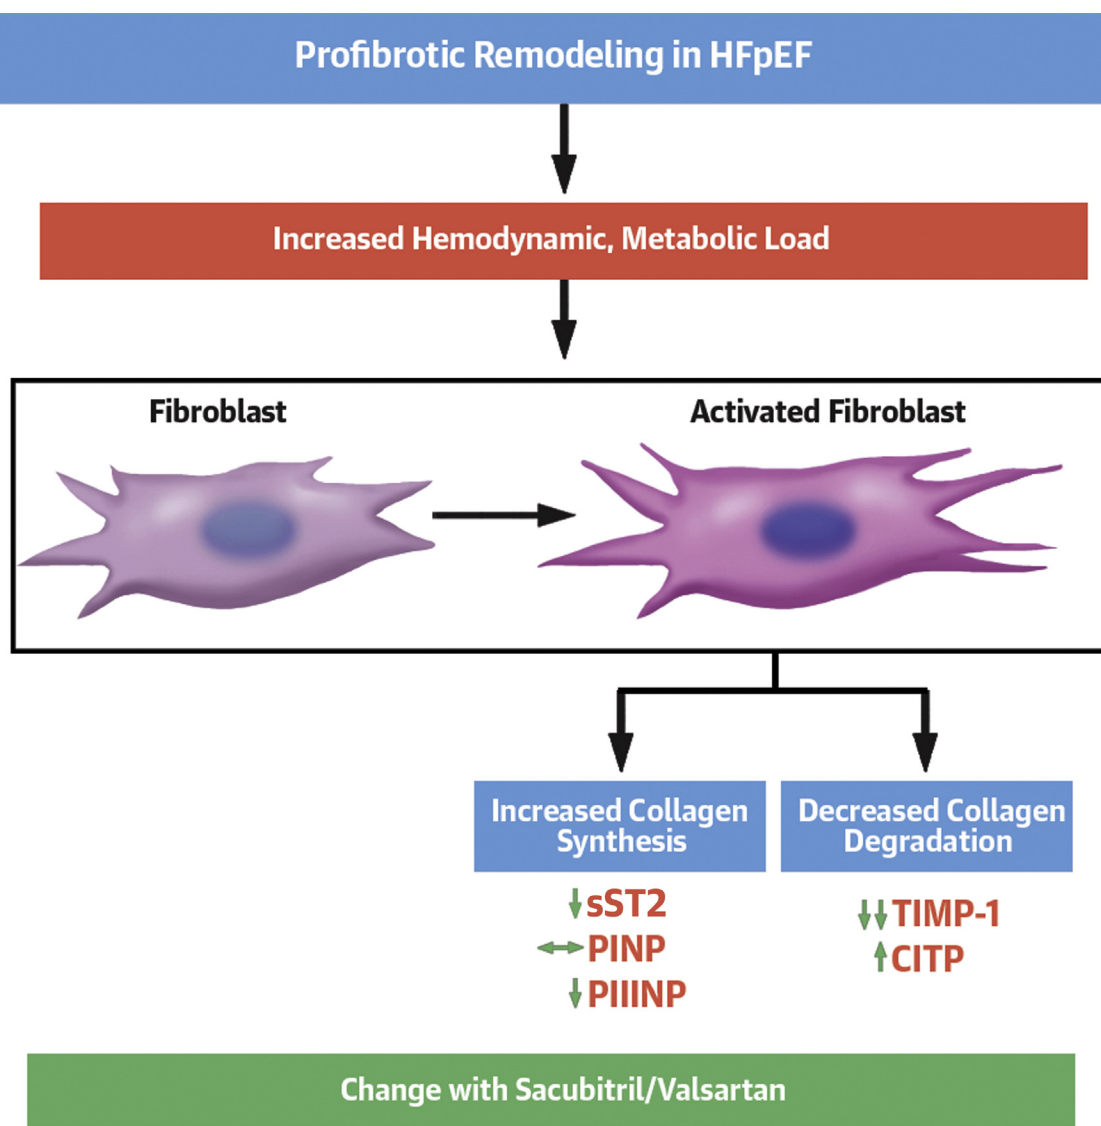 Profibrotic Remodeling in HFpEF
Increased Hemodynamic, Metabolic Load
Fibroblast
Activated Fibroblast
Increased Collagen
Synthesis
Decreased Collagen
Degradation
↓sST2
↔PINP
↓PIIINP
↓↓TIMP-1
↑CITP
Change with Sacubitril/Valsartan